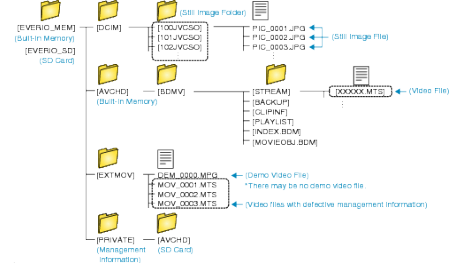 [EVERIO_MEM]
(Built-in Memory)
[EVERIO_SD]
(SD Card)
[DCIM]
(Still Image Folder)
[100JVCSO]
[101JVCSO]
[102JVCSO]
PIC_0001.JPG
PIC_0002.JPG
PIC_0003.JPG
(Still Image File)
[AVCHD]
(Built-in Memory)
[BDMV]
[STREAM]
[BACKUP]
[CLIPINF]
[PLAYLIST]
[INDEX.BDM]
[MOVIEOBJ.BDM]
[XXXXX.MTS]
(Video File)
[EXTMOV]
DEM_0000.MPG
MOV_0001.MTS
MOV_0002.MTS
MOV_0003.MTS
(Demo Video File)
*There may be no demo video file.
(Video files with defective management information)
[PRIVATE]
(Management
Information)
[AVCHD]
(SD Card)